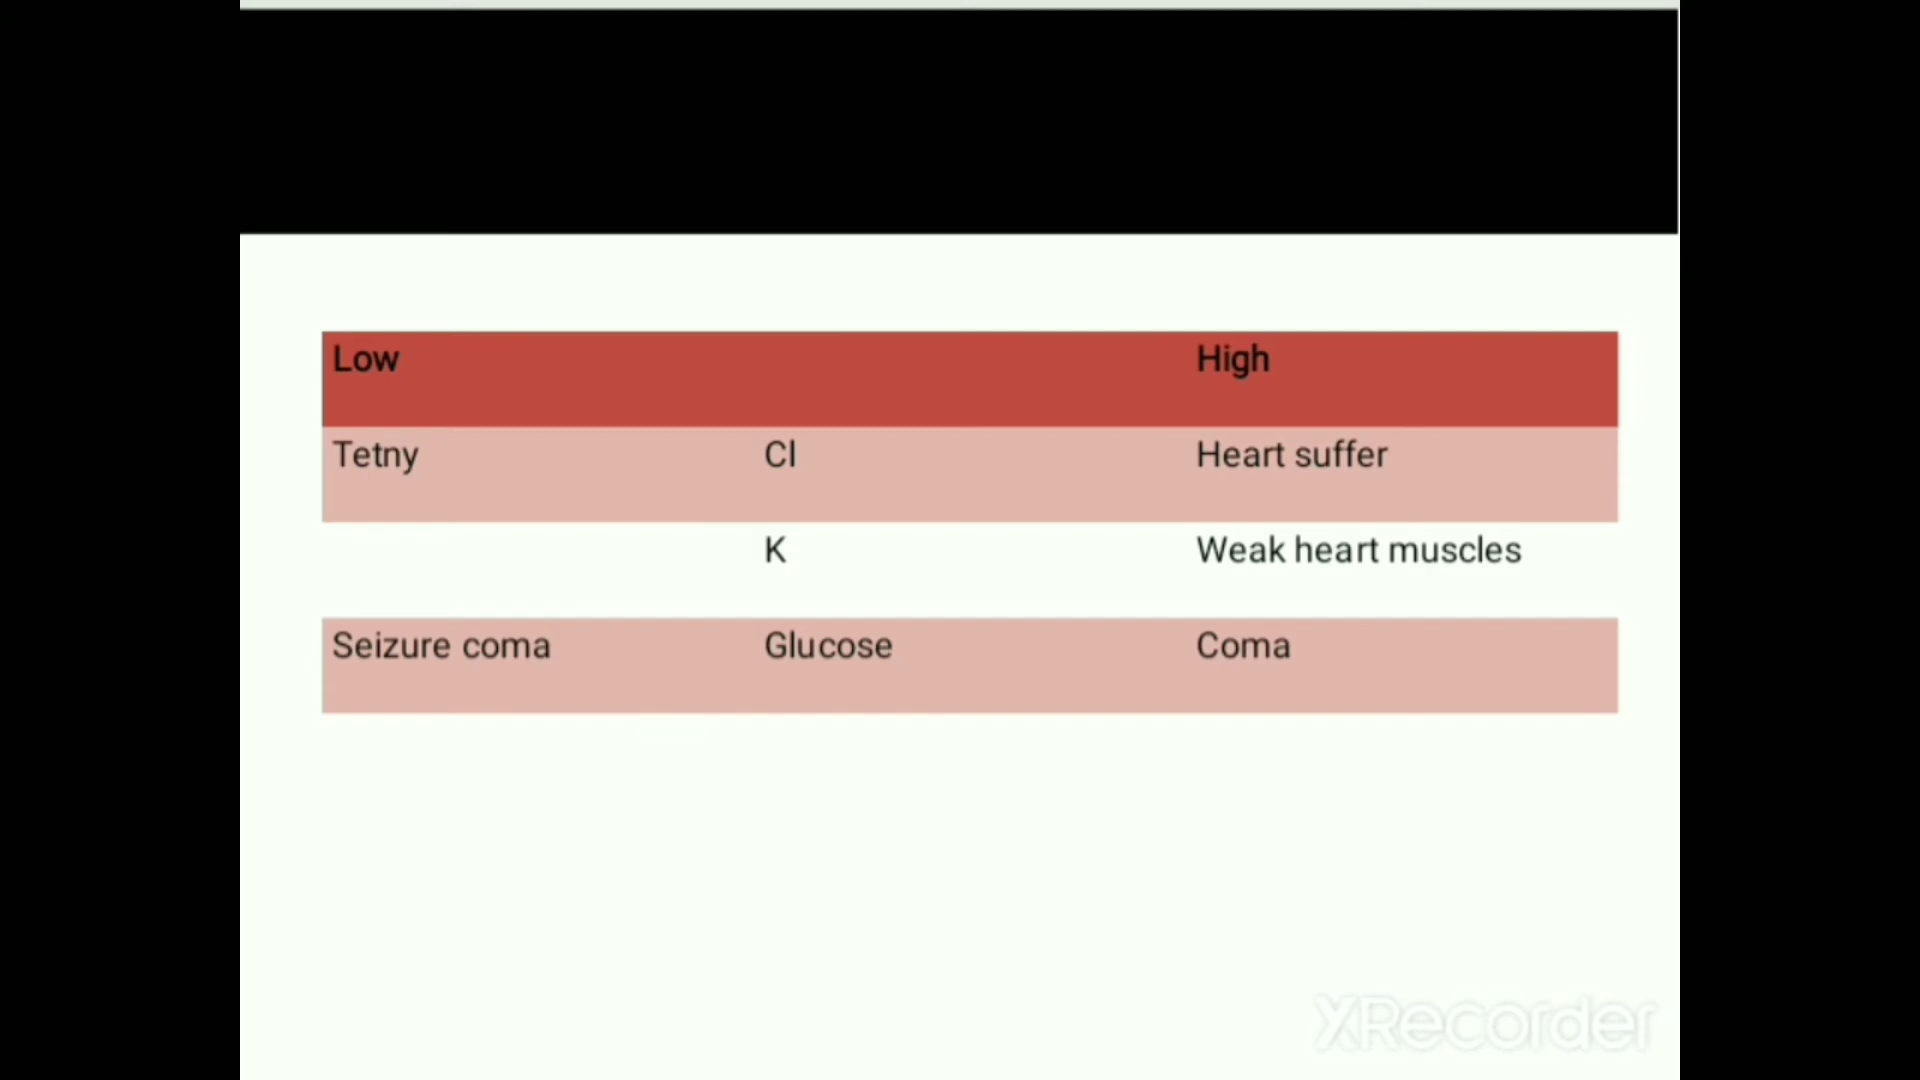 Low High
Tetny Cl Heart suffer
K Weak heart muscles
Seizure coma Glucose Coma
XRecorder